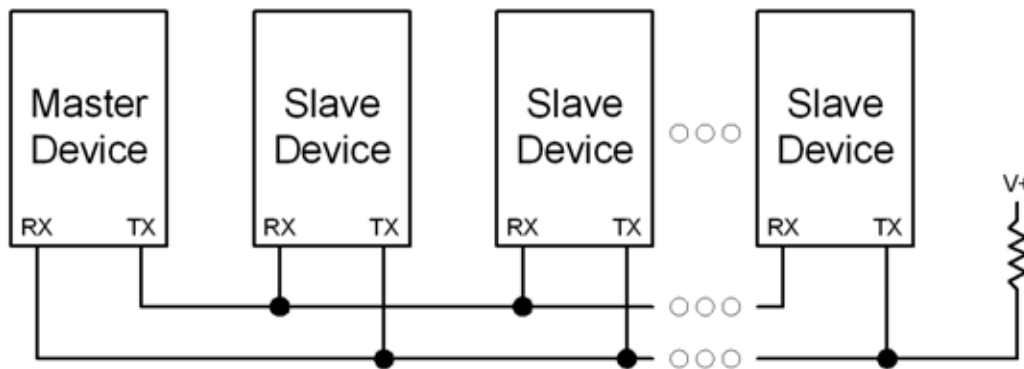 Master
Device
Slave
Device
Slave
Device
Slave
Device
V+
RX TX
RX TX
RX TX
RX TX